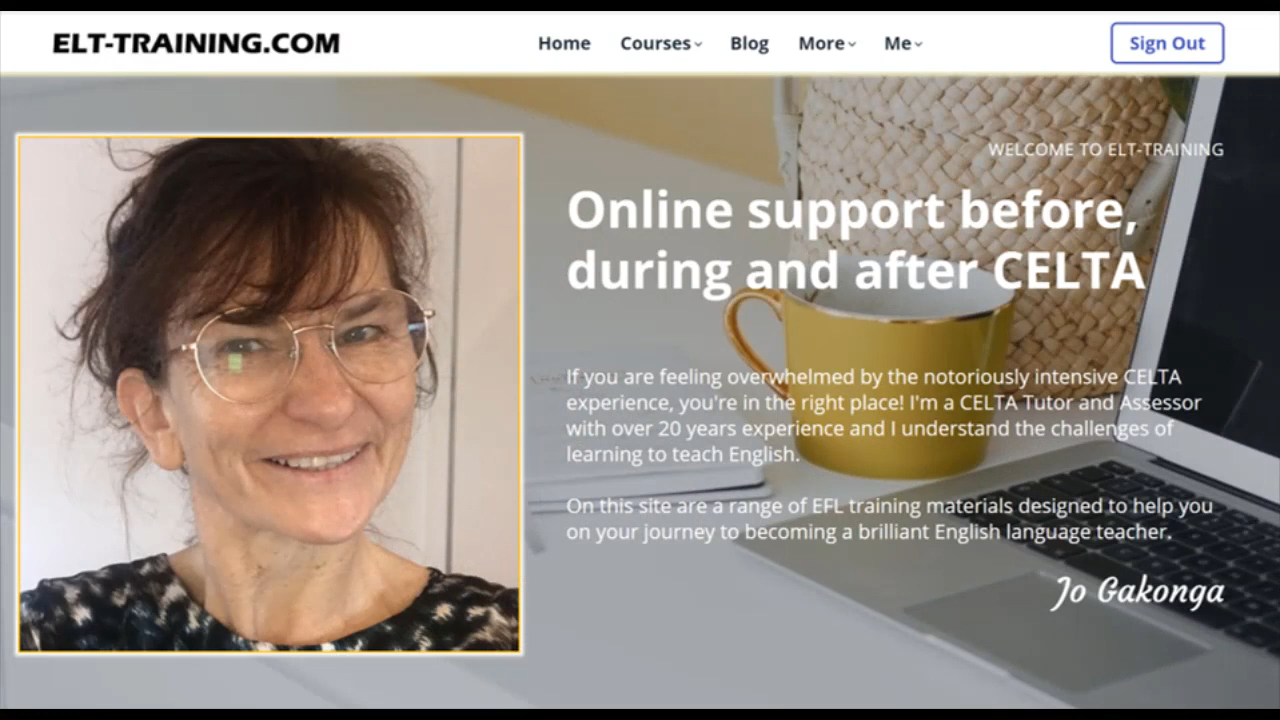 ELT-TRAINING.COM
Home Courses Blog More Me Sign Out
WELCOME TO ELT-TRAINING
Online support before,
during and after CELTA
If you are feeling overwhelmed by the notoriously intensive CELTA
experience, you're in the right place! I'm a CELTA Tutor and Assessor
with over 20 years experience and I understand the challenges of
learning to teach English.
On this site are a range of EFL training materials designed to help you
on your journey to becoming a brilliant English language teacher.
Jo Gakonga